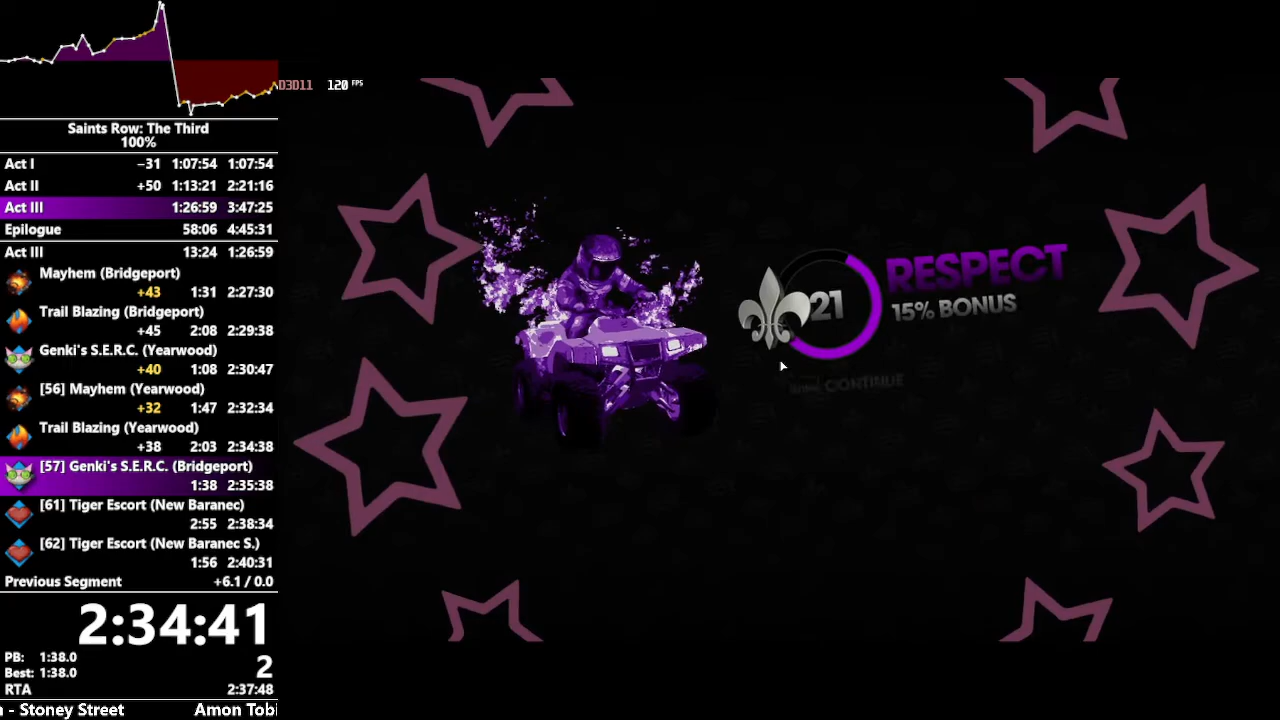 D3D11 120 FPS
Saints Row: The Third
100%
Act I −31 1:07:54 1:07:54
Act II +50 1:13:21 2:21:16
Act III 1:26:59 3:47:25
Epilogue 58:06 4:45:31
Act III 13:24 1:26:59
Mayhem (Bridgeport)
+43 1:31 2:27:30
Trail Blazing (Bridgeport)
+45 2:08 2:29:38
Genki's S.E.R.C. (Yearwood)
+40 1:08 2:30:47
[56] Mayhem (Yearwood)
+32 1:47 2:32:34
Trail Blazing (Yearwood)
+38 2:03 2:34:38
[57] Genki's S.E.R.C. (Bridgeport)
1:38 2:35:38
[61] Tiger Escort (New Baranec)
2:55 2:38:34
[62] Tiger Escort (New Baranec S.)
1:56 2:40:31
Previous Segment +6.1 / 0.0
2:34:41
PB: 1:38.0
Best: 1:38.0
2
RTA 2:37:48
- Stoney Street Amon Tobi
21
RESPECT
15% BONUS
CONTINUE